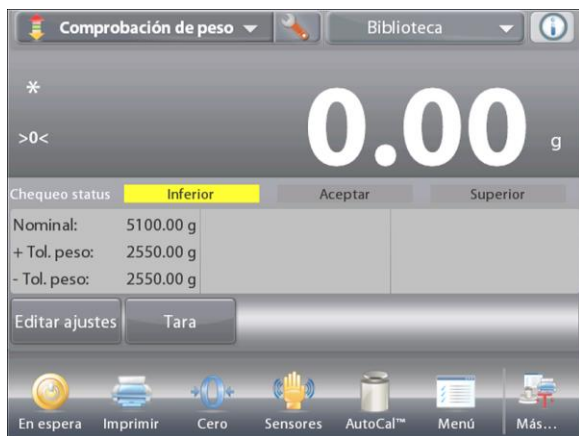 Comprobación de peso
Biblioteca
*
>0<
0.00 g
Chequeo status Inferior Aceptar Superior
Nominal: 5100.00 g
+ Tol. peso: 2550.00 g
- Tol. peso: 2550.00 g
Editar ajustes Tara
En espera Imprimir Cero Sensores AutoCal™ Menú Más...